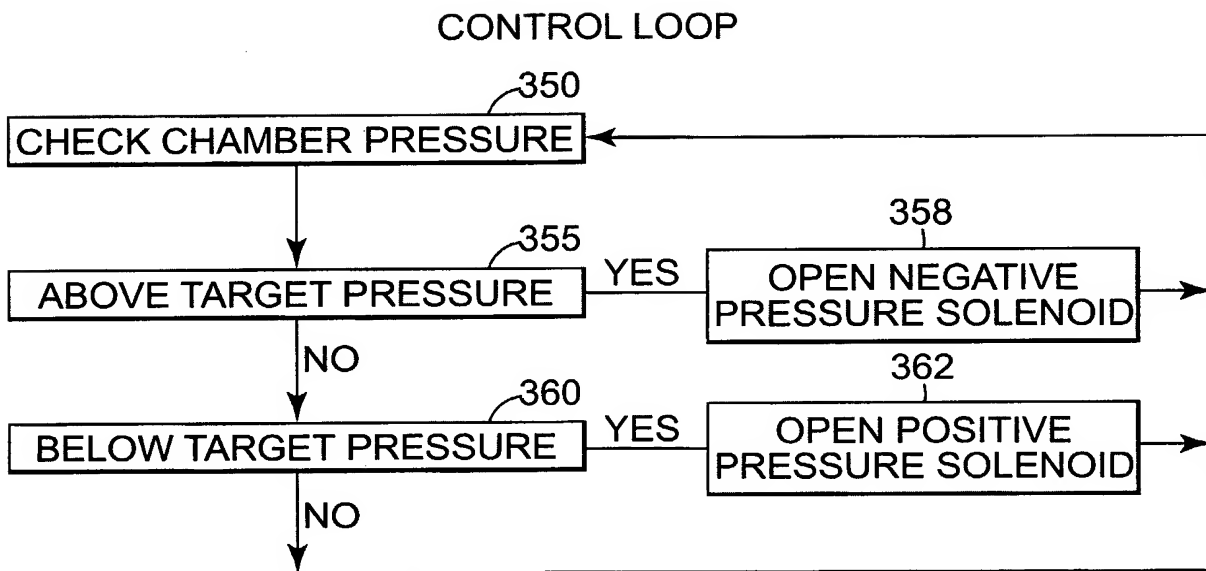 CONTROL LOOP
350
CHECK CHAMBER PRESSURE
355
ABOVE TARGET PRESSURE
YES
358
OPEN NEGATIVE
PRESSURE SOLENOID
NO
360
BELOW TARGET PRESSURE
YES
362
OPEN POSITIVE
PRESSURE SOLENOID
NO